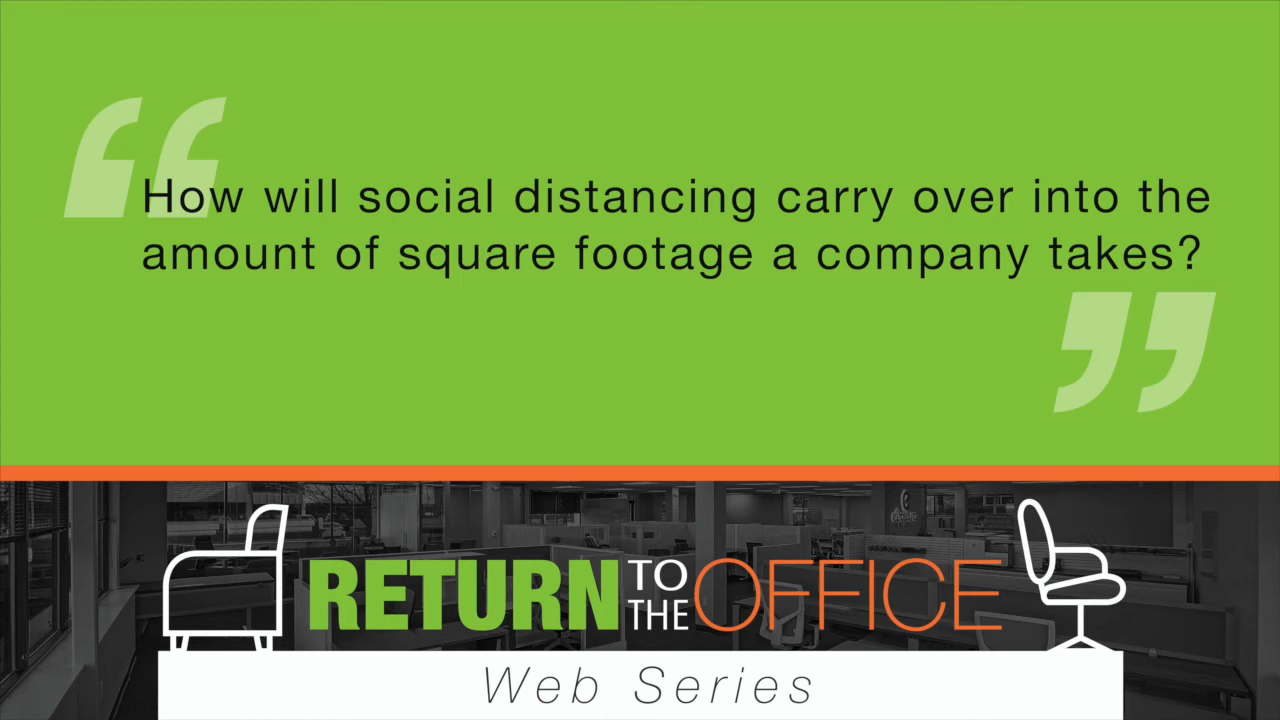 How will social distancing carry over into the
amount of square footage a company takes?
RETURN TO THE OFFICE
Web Series